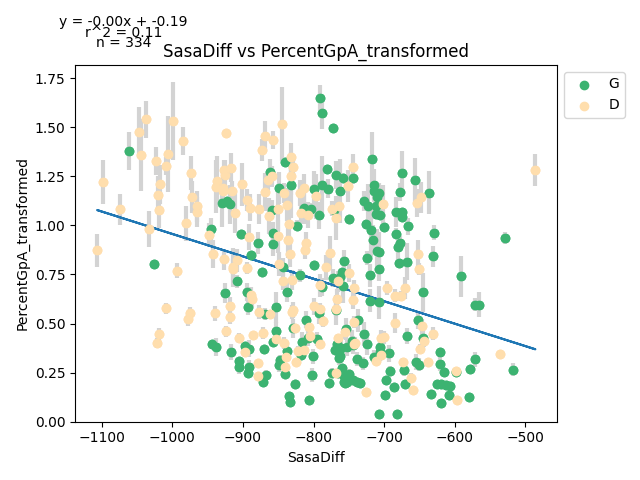 y = -0.00x + -0.19
r^2 = 0.11
n = 334
SasaDiff vs PercentGpA_transformed
G
D
PercentGpA_transformed
1.75
1.50
1.25
1.00
0.75
0.50
0.25
0.00
−1100 −1000 −900 −800 −700 −600 −500
SasaDiff